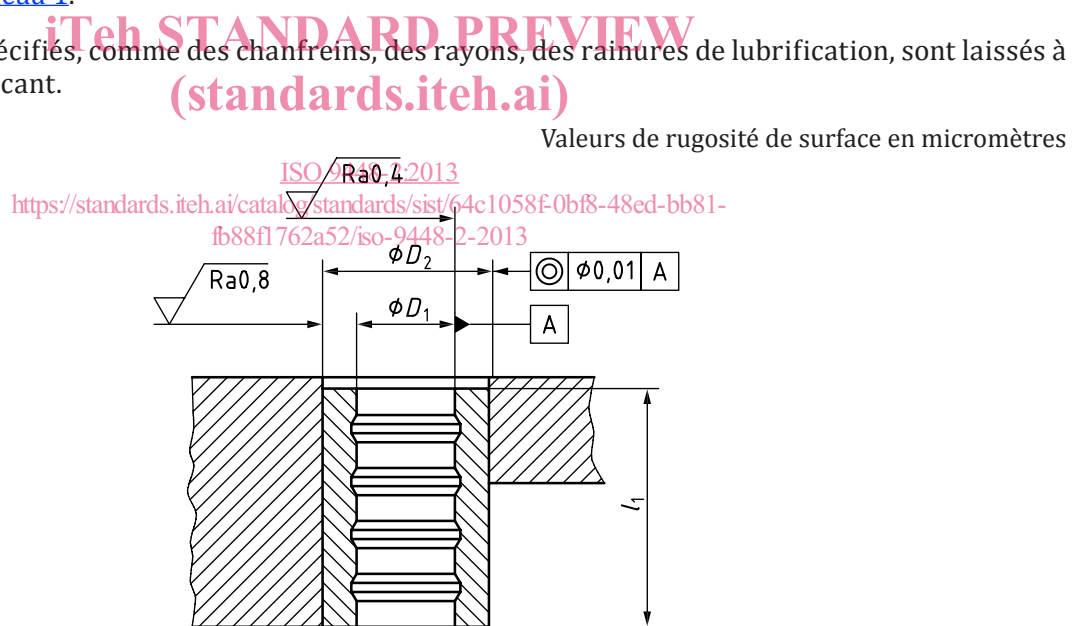 eau 1.
iTeh STANDARD PREVIEW
écifiés, comme des chanfreins, des rayons, des rainures de lubrification, sont laissés à
cant.
(standards.iteh.ai)
Valeurs de rugosité de surface en micromètres
ISO 9448-2:2013
Ra0,4
https://standards.iteh.ai/catalog/standards/sist/64c1058f-0bf8-48ed-bb81-
fb88f1762a52/iso-9448-2-2013
ϕD₂
Ra0,8
ϕ0,01 A
ϕD₁
A
l₁